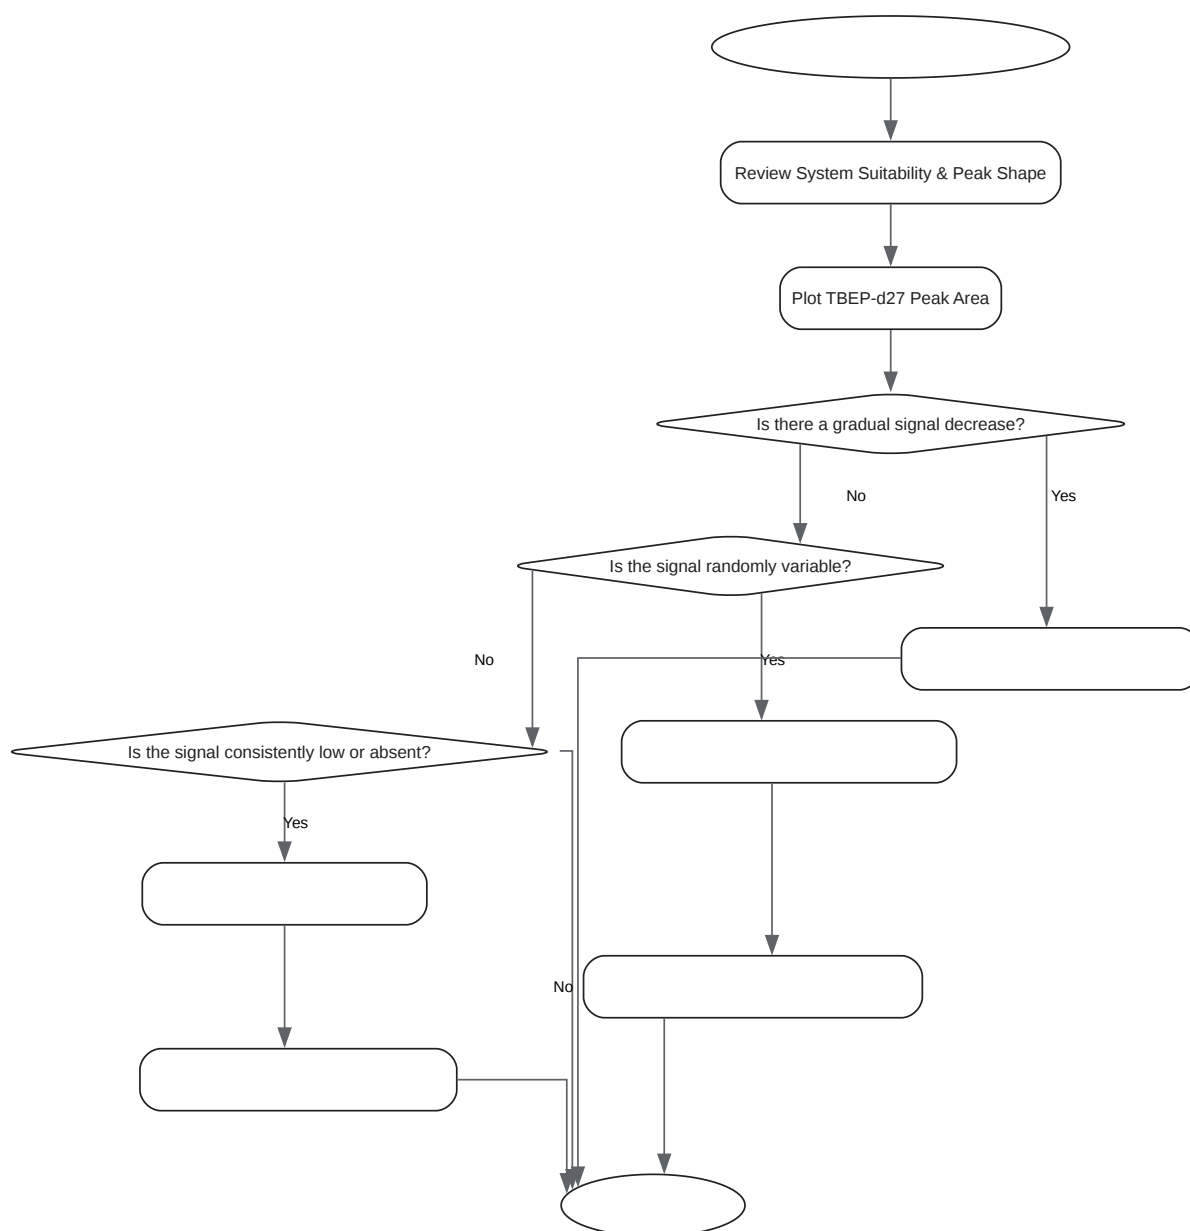 Review System Suitability & Peak Shape
Plot TBEP-d27 Peak Area
Is there a gradual signal decrease?
No
Yes
Is the signal randomly variable?
No
Yes
Is the signal consistently low or absent?
Yes
No